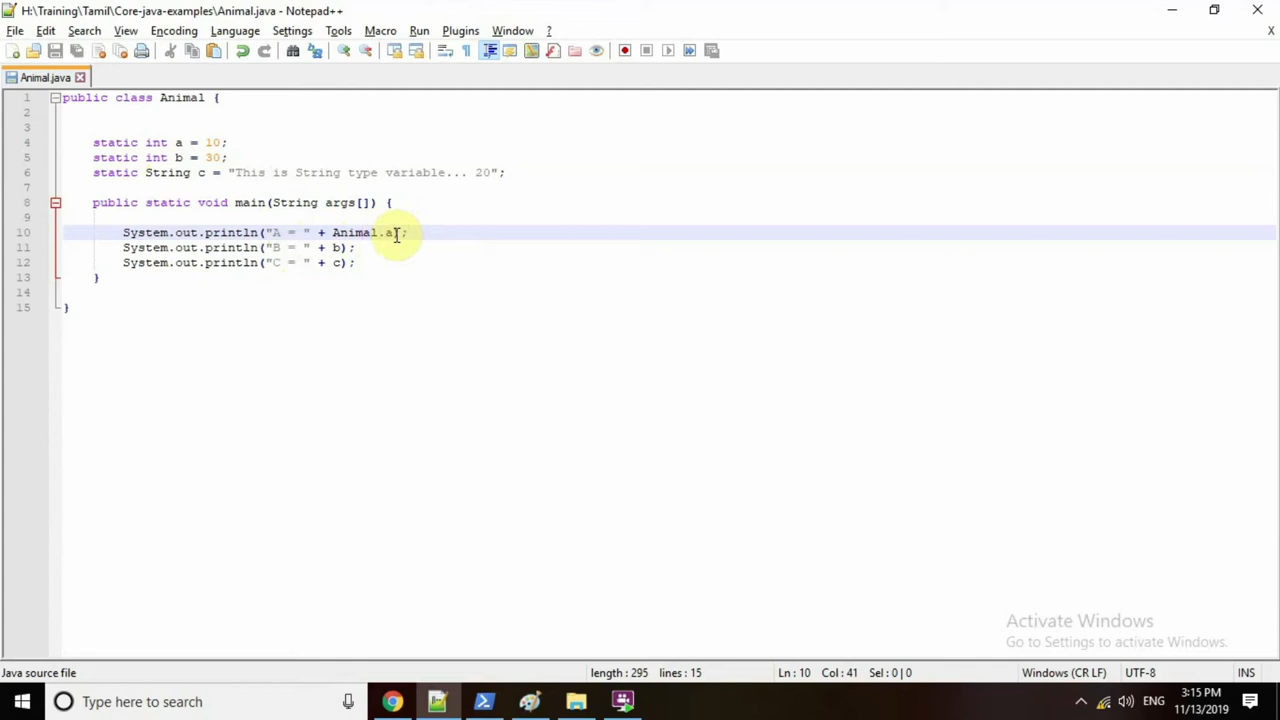 H:\Training\Tamil\Core-java-examples\Animal.java - Notepad++
File Edit Search View Encoding Language Settings Tools Macro Run Plugins Window ?
X
Animal.java
1 public class Animal {
2
3
4 static int a = 10;
5 static int b = 30;
6 static String c = "This is String type variable... 20";
7
8 public static void main(String args[]) {
9
10 System.out.println("A = " + Animal.a);
11 System.out.println("B = " + b);
12 System.out.println("C = " + c);
13 }
14
15 }
Activate Windows
Go to Settings to activate Windows.
Java source file length : 295 lines : 15 Ln : 10 Col : 41 Sel : 0 | 0 Windows (CR LF) UTF-8 INS
Type here to search
ENG
3:15 PM
11/13/2019